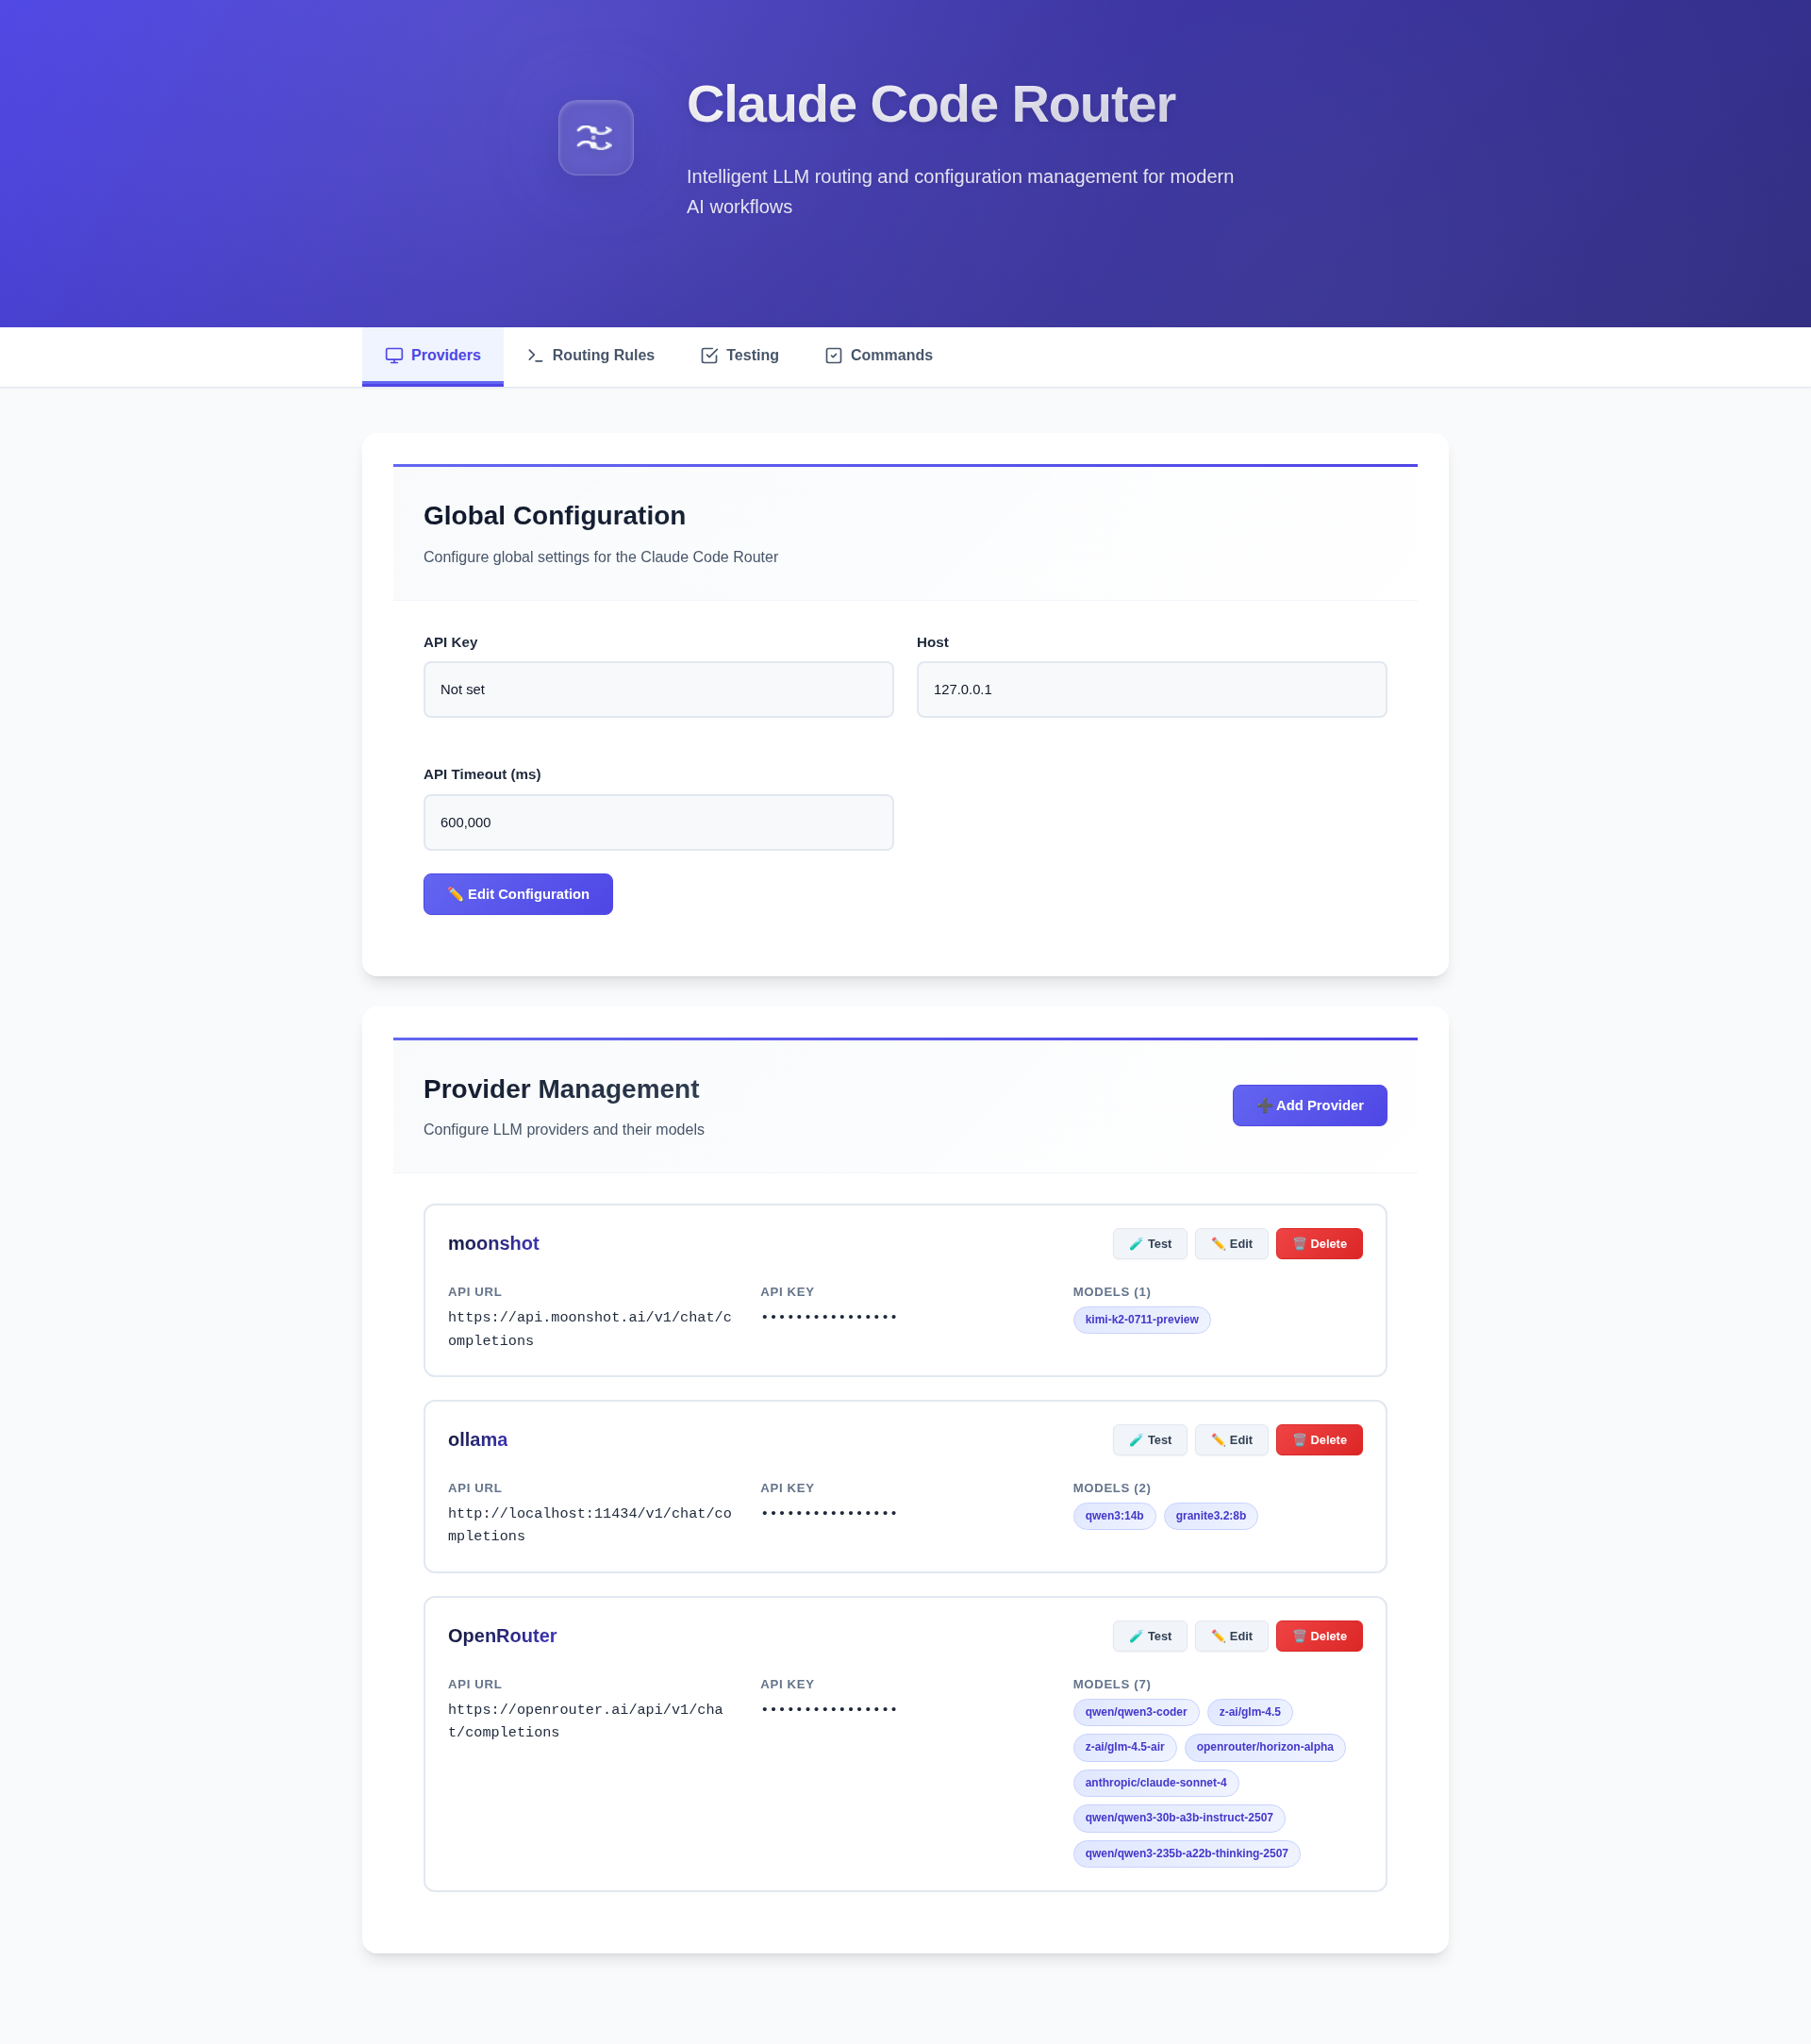 Claude Code Router
Intelligent LLM routing and configuration management for modern
AI workflows
Providers
Routing Rules
Testing
Commands
Global Configuration
Configure global settings for the Claude Code Router
API Key
Host
Not set
127.0.0.1
API Timeout (ms)
600,000
✏️ Edit Configuration
Provider Management
Configure LLM providers and their models
➕ Add Provider
moonshot
🧪 Test
✏️ Edit
🗑️ Delete
API URL
https://api.moonshot.ai/v1/chat/c
ompletions
API KEY
••••••••••••••••
MODELS (1)
kimi-k2-0711-preview
ollama
🧪 Test
✏️ Edit
🗑️ Delete
API URL
http://localhost:11434/v1/chat/co
mpletions
API KEY
••••••••••••••••
MODELS (2)
qwen3:14b
granite3.2:8b
OpenRouter
🧪 Test
✏️ Edit
🗑️ Delete
API URL
https://openrouter.ai/api/v1/cha
t/completions
API KEY
••••••••••••••••
MODELS (7)
qwen/qwen3-coder
z-ai/glm-4.5
z-ai/glm-4.5-air
openrouter/horizon-alpha
anthropic/claude-sonnet-4
qwen/qwen3-30b-a3b-instruct-2507
qwen/qwen3-235b-a22b-thinking-2507